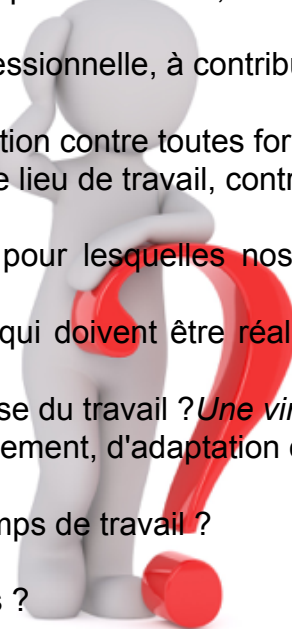 essionnelle, à contribu
tion contre toutes for
e lieu de travail, contr
pour lesquelles nos
qui doivent être réal
se du travail ?Une vir
ement, d'adaptation
mps de travail ?
s ?